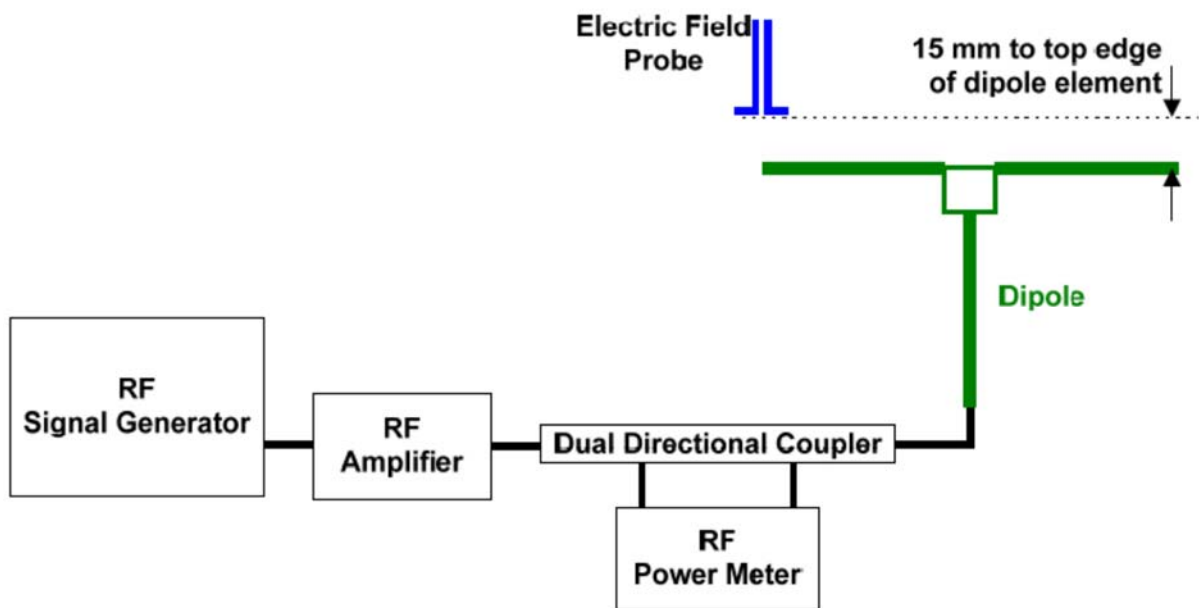 Electric Field
Probe
15 mm to top edge
of dipole element
Dipole
RF
Signal Generator
RF
Amplifier
Dual Directional Coupler
RF
Power Meter